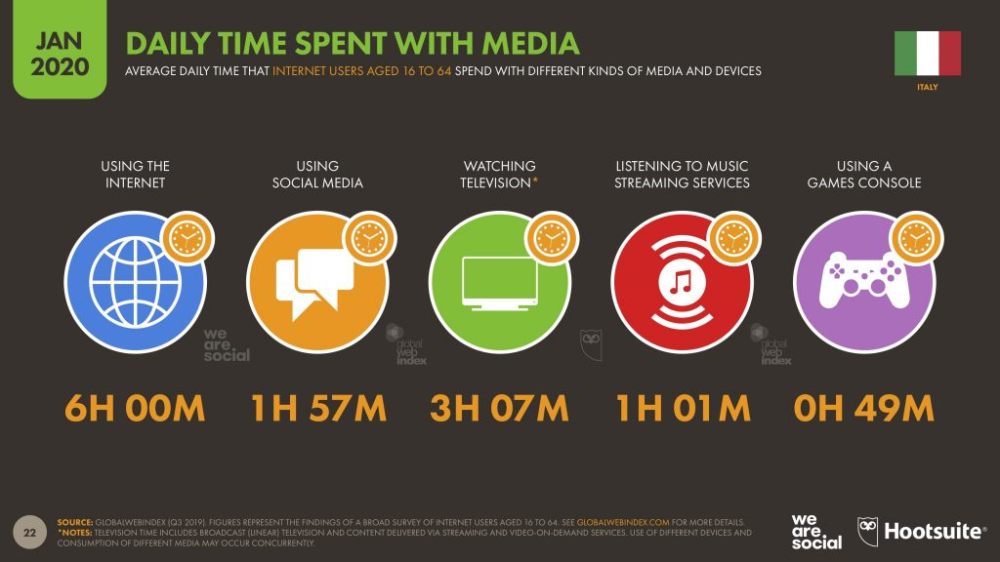 JAN
2020
DAILY TIME SPENT WITH MEDIA
AVERAGE DAILY TIME THAT INTERNET USERS AGED 16 TO 64 SPEND WITH DIFFERENT KINDS OF MEDIA AND DEVICES
ITALY
USING THE
INTERNET
USING
SOCIAL MEDIA
WATCHING
TELEVISION*
LISTENING TO MUSIC
STREAMING SERVICES
USING A
GAMES CONSOLE
we
are
social
global
web
index
global
web
index
6H 00M
1H 57M
3H 07M
1H 01M
0H 49M
22
SOURCE: GLOBALWEBINDEX (Q3 2019). FIGURES REPRESENT THE FINDINGS OF A BROAD SURVEY OF INTERNET USERS AGED 16 TO 64. SEE GLOBALWEBINDEX.COM FOR MORE DETAILS.
*NOTES: TELEVISION TIME INCLUDES BROADCAST (LINEAR) TELEVISION AND CONTENT DELIVERED VIA STREAMING AND VIDEO-ON-DEMAND SERVICES. USE OF DIFFERENT DEVICES AND
CONSUMPTION OF DIFFERENT MEDIA MAY OCCUR CONCURRENTLY.
we
are
social
Hootsuite®